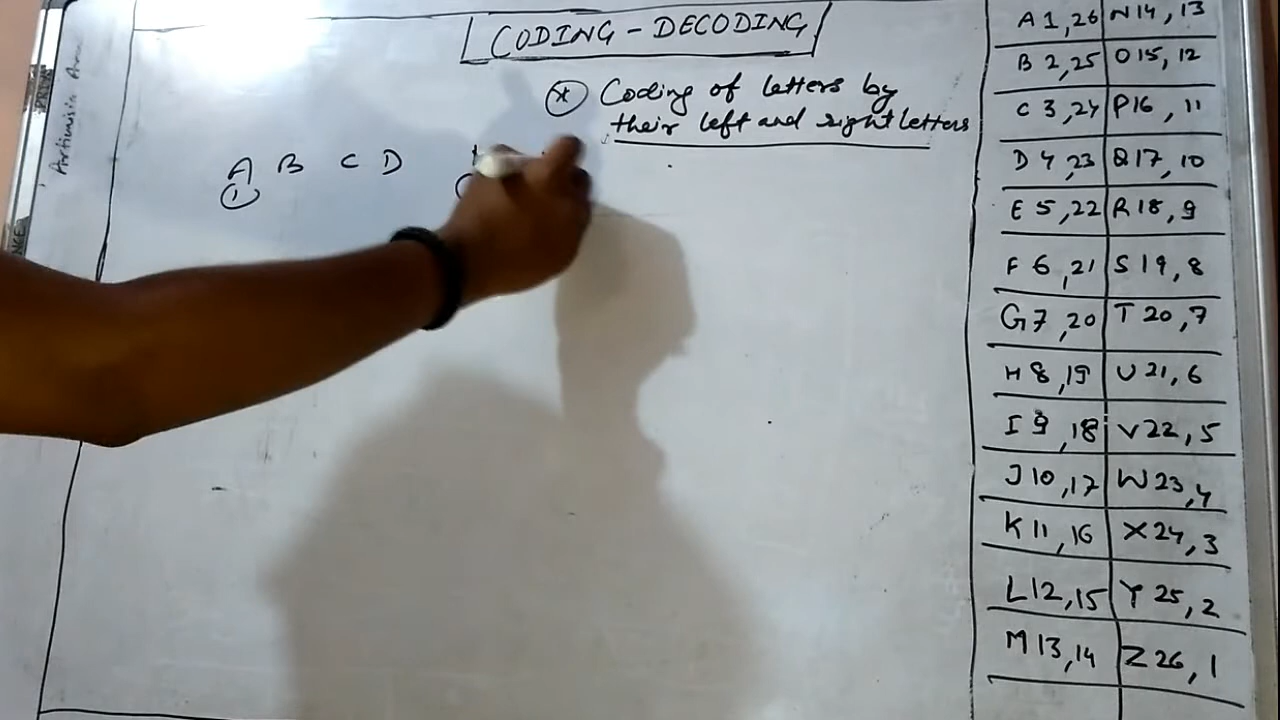 CODING - DECODING
* Coding of letters by
their left and right letters
A B C D
1
A 1, 26 N 14, 13
B 2, 25 O 15, 12
C 3, 24 P 16, 11
D 4, 23 Q 17, 10
E 5, 22 R 18, 9
F 6, 21 S 19, 8
G 7, 20 T 20, 7
H 8, 19 U 21, 6
I 9, 18 V 22, 5
J 10, 17 W 23, 4
K 11, 16 X 24, 3
L 12, 15 Y 25, 2
M 13, 14 Z 26, 1